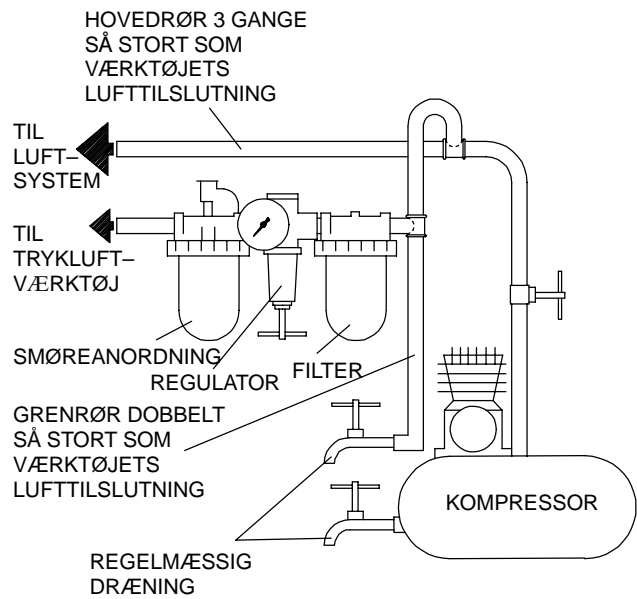 HOVEDRØR 3 GANGE
SÅ STORT SOM
VÆRKTØJETS
LUFTTILSLUTNING
TIL
LUFT–
SYSTEM
TIL
TRYKLUFT–
VÆRKTØJ
SMØREANORDNING
REGULATOR
FILTER
GRENRØR DOBBELT
SÅ STORT SOM
VÆRKTØJETS
LUFTTILSLUTNING
KOMPRESSOR
REGELMÆSSIG
DRÆNING